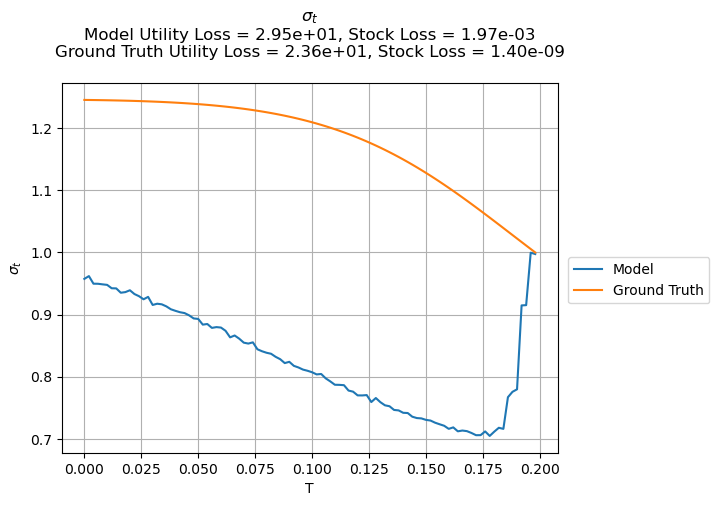 σt
Model Utility Loss = 2.95e+01, Stock Loss = 1.97e-03
Ground Truth Utility Loss = 2.36e+01, Stock Loss = 1.40e-09
1.2
1.1
1.0
0.9
0.8
0.7
σt
0.000 0.025 0.050 0.075 0.100 0.125 0.150 0.175 0.200
T
Model
Ground Truth